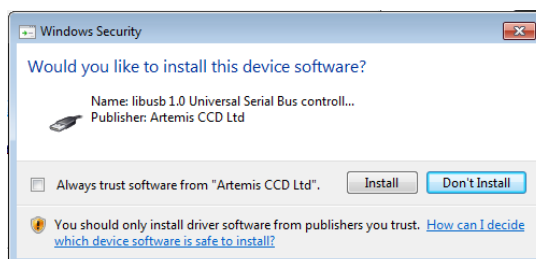 Windows Security
Would you like to install this device software?
Name: libusb 1.0 Universal Serial Bus controll...
Publisher: Artemis CCD Ltd
Always trust software from "Artemis CCD Ltd". Install Don't Install
You should only install driver software from publishers you trust. How can I decide
which device software is safe to install?